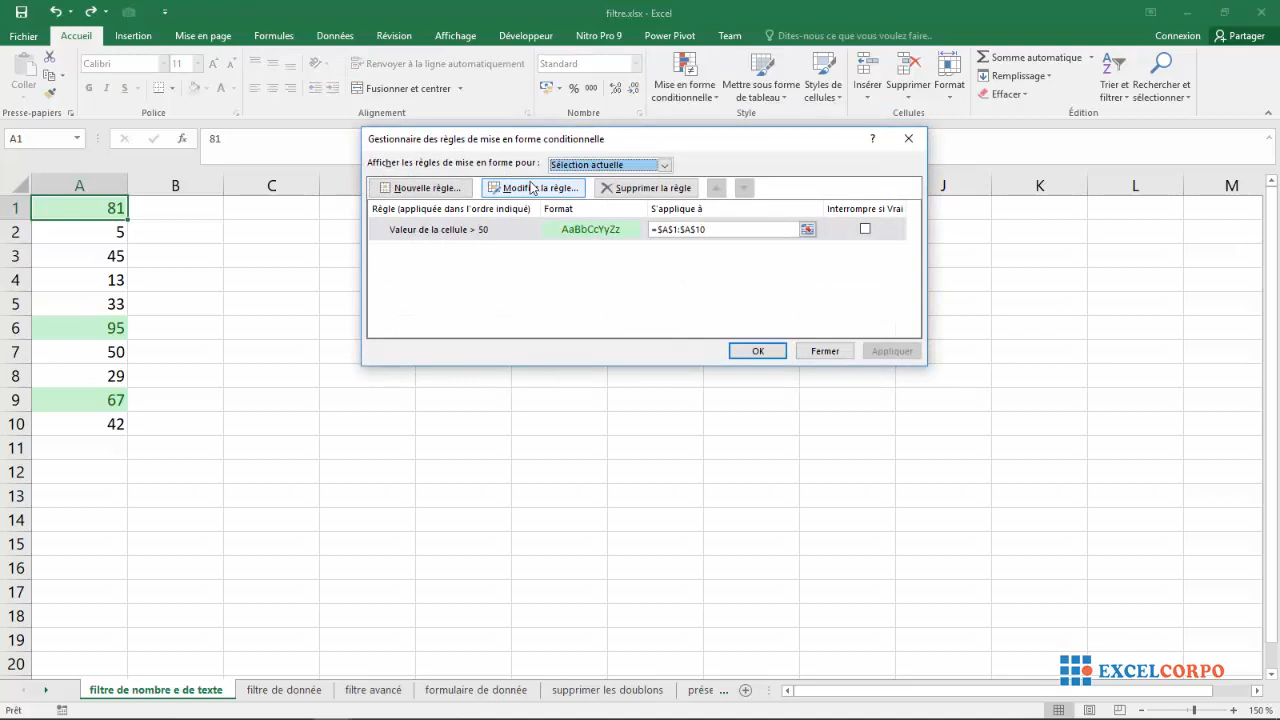 filtre.xlsx - Excel
Fichier Accueil Insertion Mise en page Formules Données Révision Affichage Développeur Nitro Pro 9 Power Pivot Team Dites-nous ce que vous voulez faire.. Connexion Partager
Coller
Calibri 11
G I S
Renvoyer à la ligne automatiquement
Fusionner et centrer
Standard
% 000
Mise en forme conditionnelle
Mettre sous forme de tableau
Styles de cellules
Insérer Supprimer Format
Somme automatique
Remplissage
Effacer
Trier et filtrer
Rechercher et sélectionner
Presse-papiers Police Alignement Style Cellules Édition
A1 fx 81
Gestionnaire des règles de mise en forme conditionnelle ?
Afficher les règles de mise en forme pour : Sélection actuelle
Nouvelle règle... Modifier la règle... Supprimer la règle
Règle (appliquée dans l'ordre indiqué) Format S'applique à Interrompre si Vrai
Valeur de la cellule > 50 AaBbCcYyZz =$A$1:$A$10
OK Fermer Appliquer
A B C J K L M
1 81
2 5
3 45
4 13
5 33
6 95
7 50
8 29
9 67
10 42
11
12
13
14
15
16
17
18
19
20
EXCELCORPO
filtre de nombre e de texte filtre de donnée filtre avancé formulaire de donnée supprimer les doublons prése ...
Prêt 150 %